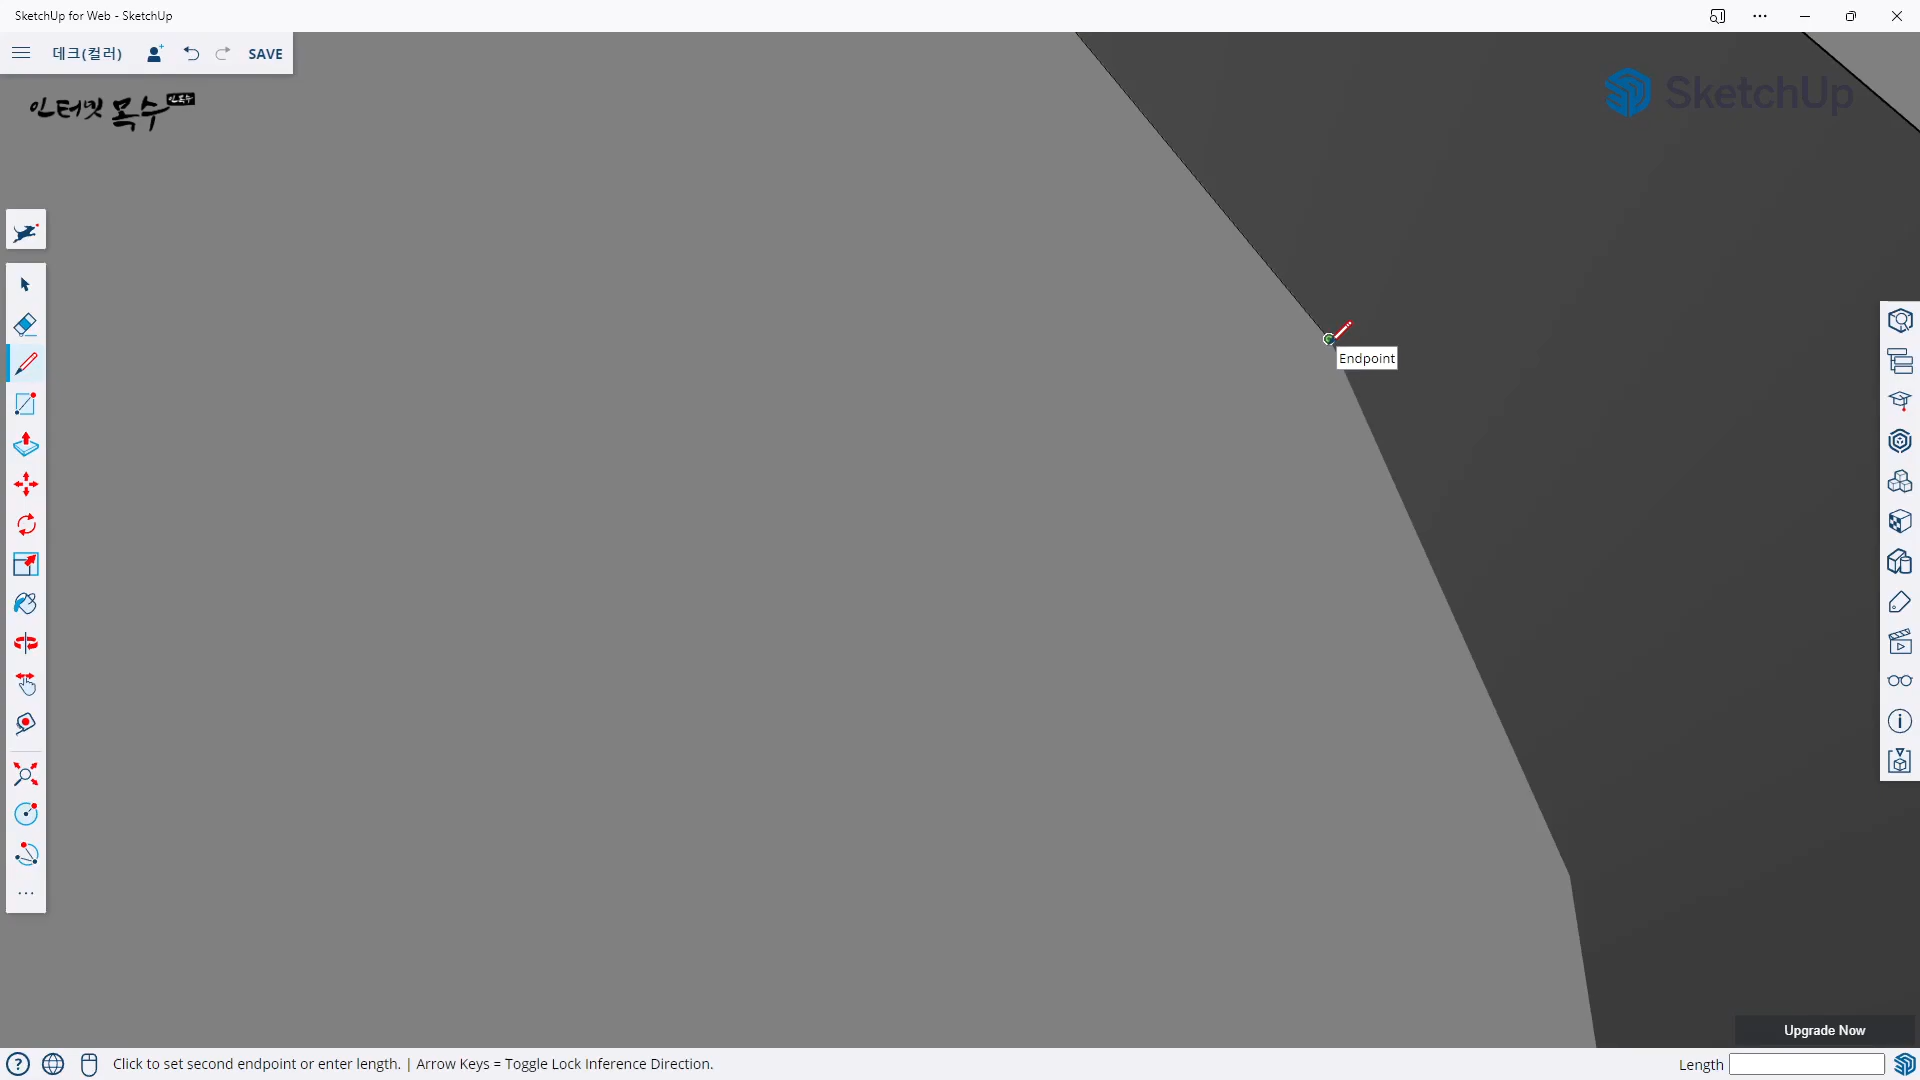 SketchUp for Web - SketchUp
데크(컬러)
SAVE
인터넷 목수
SketchUp
Endpoint
Upgrade Now
Click to set second endpoint or enter length. | Arrow Keys = Toggle Lock Inference Direction.
Length